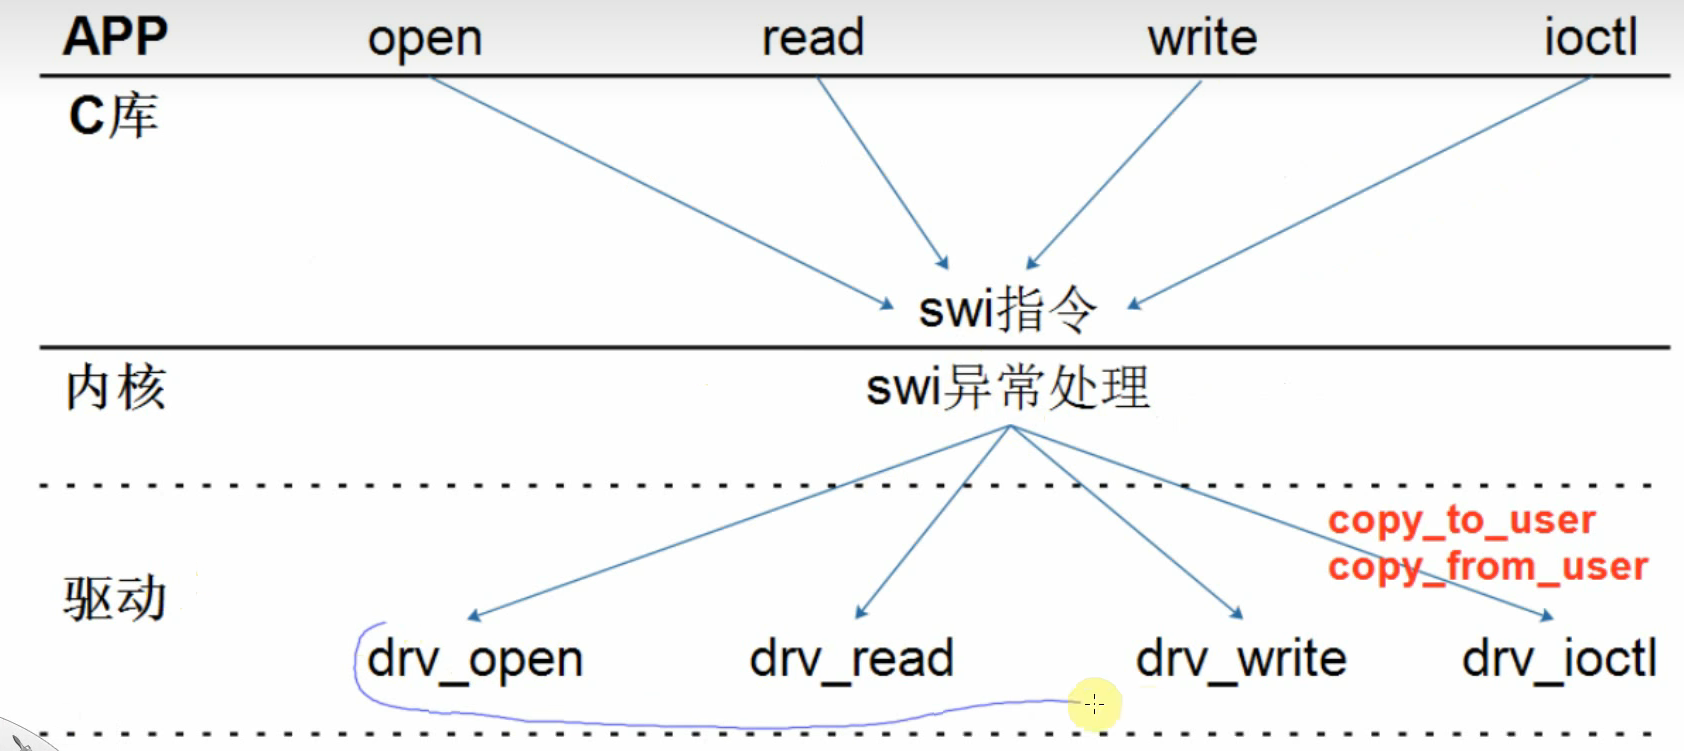 APP open read write ioctl
C库
swi指令
内核 swi异常处理
copy_to_user
copy_from_user
驱动
drv_open drv_read drv_write drv_ioctl